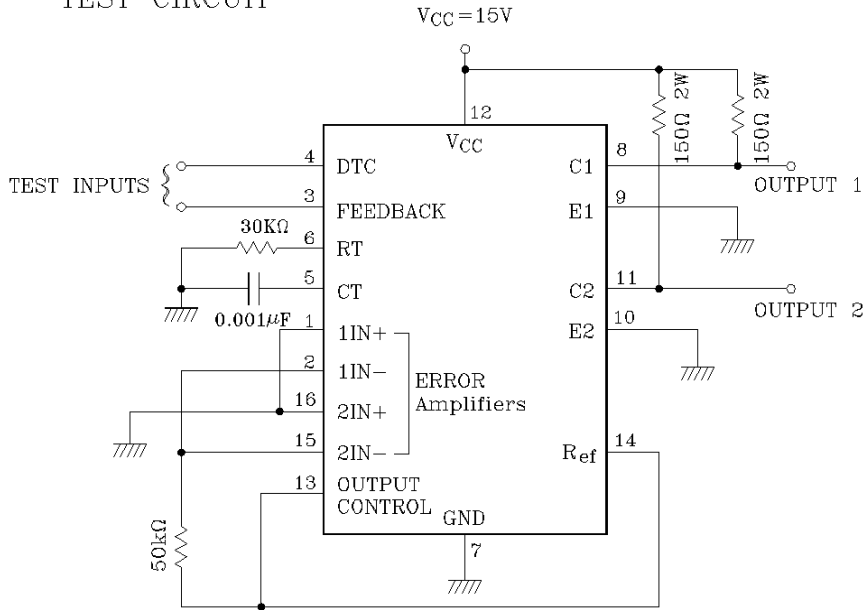 TEST CIRCUIT
VCC=15V
12
VCC
150Ω 2W
150Ω 2W
TEST INPUTS
4
DTC
3
FEEDBACK
30KΩ
6
RT
5
CT
0.001µF
1
1IN+
2
1IN-
16
2IN+
15
2IN-
ERROR
Amplifiers
13
OUTPUT
CONTROL
50kΩ
GND
7
C1
8
OUTPUT 1
E1
9
C2
11
OUTPUT 2
E2
10
Ref
14